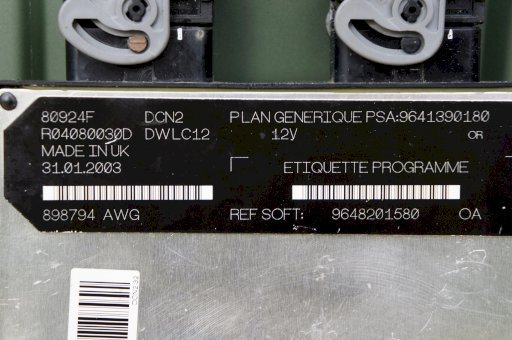 80924F DCN2 PLAN GENERIQUE PSA:9641390180
R04080030D DWLC12 12V OR
MADE IN UK
31.01.2003 ETIQUETTE PROGRAMME
898794 AWG REF SOFT: 9648201580 OA